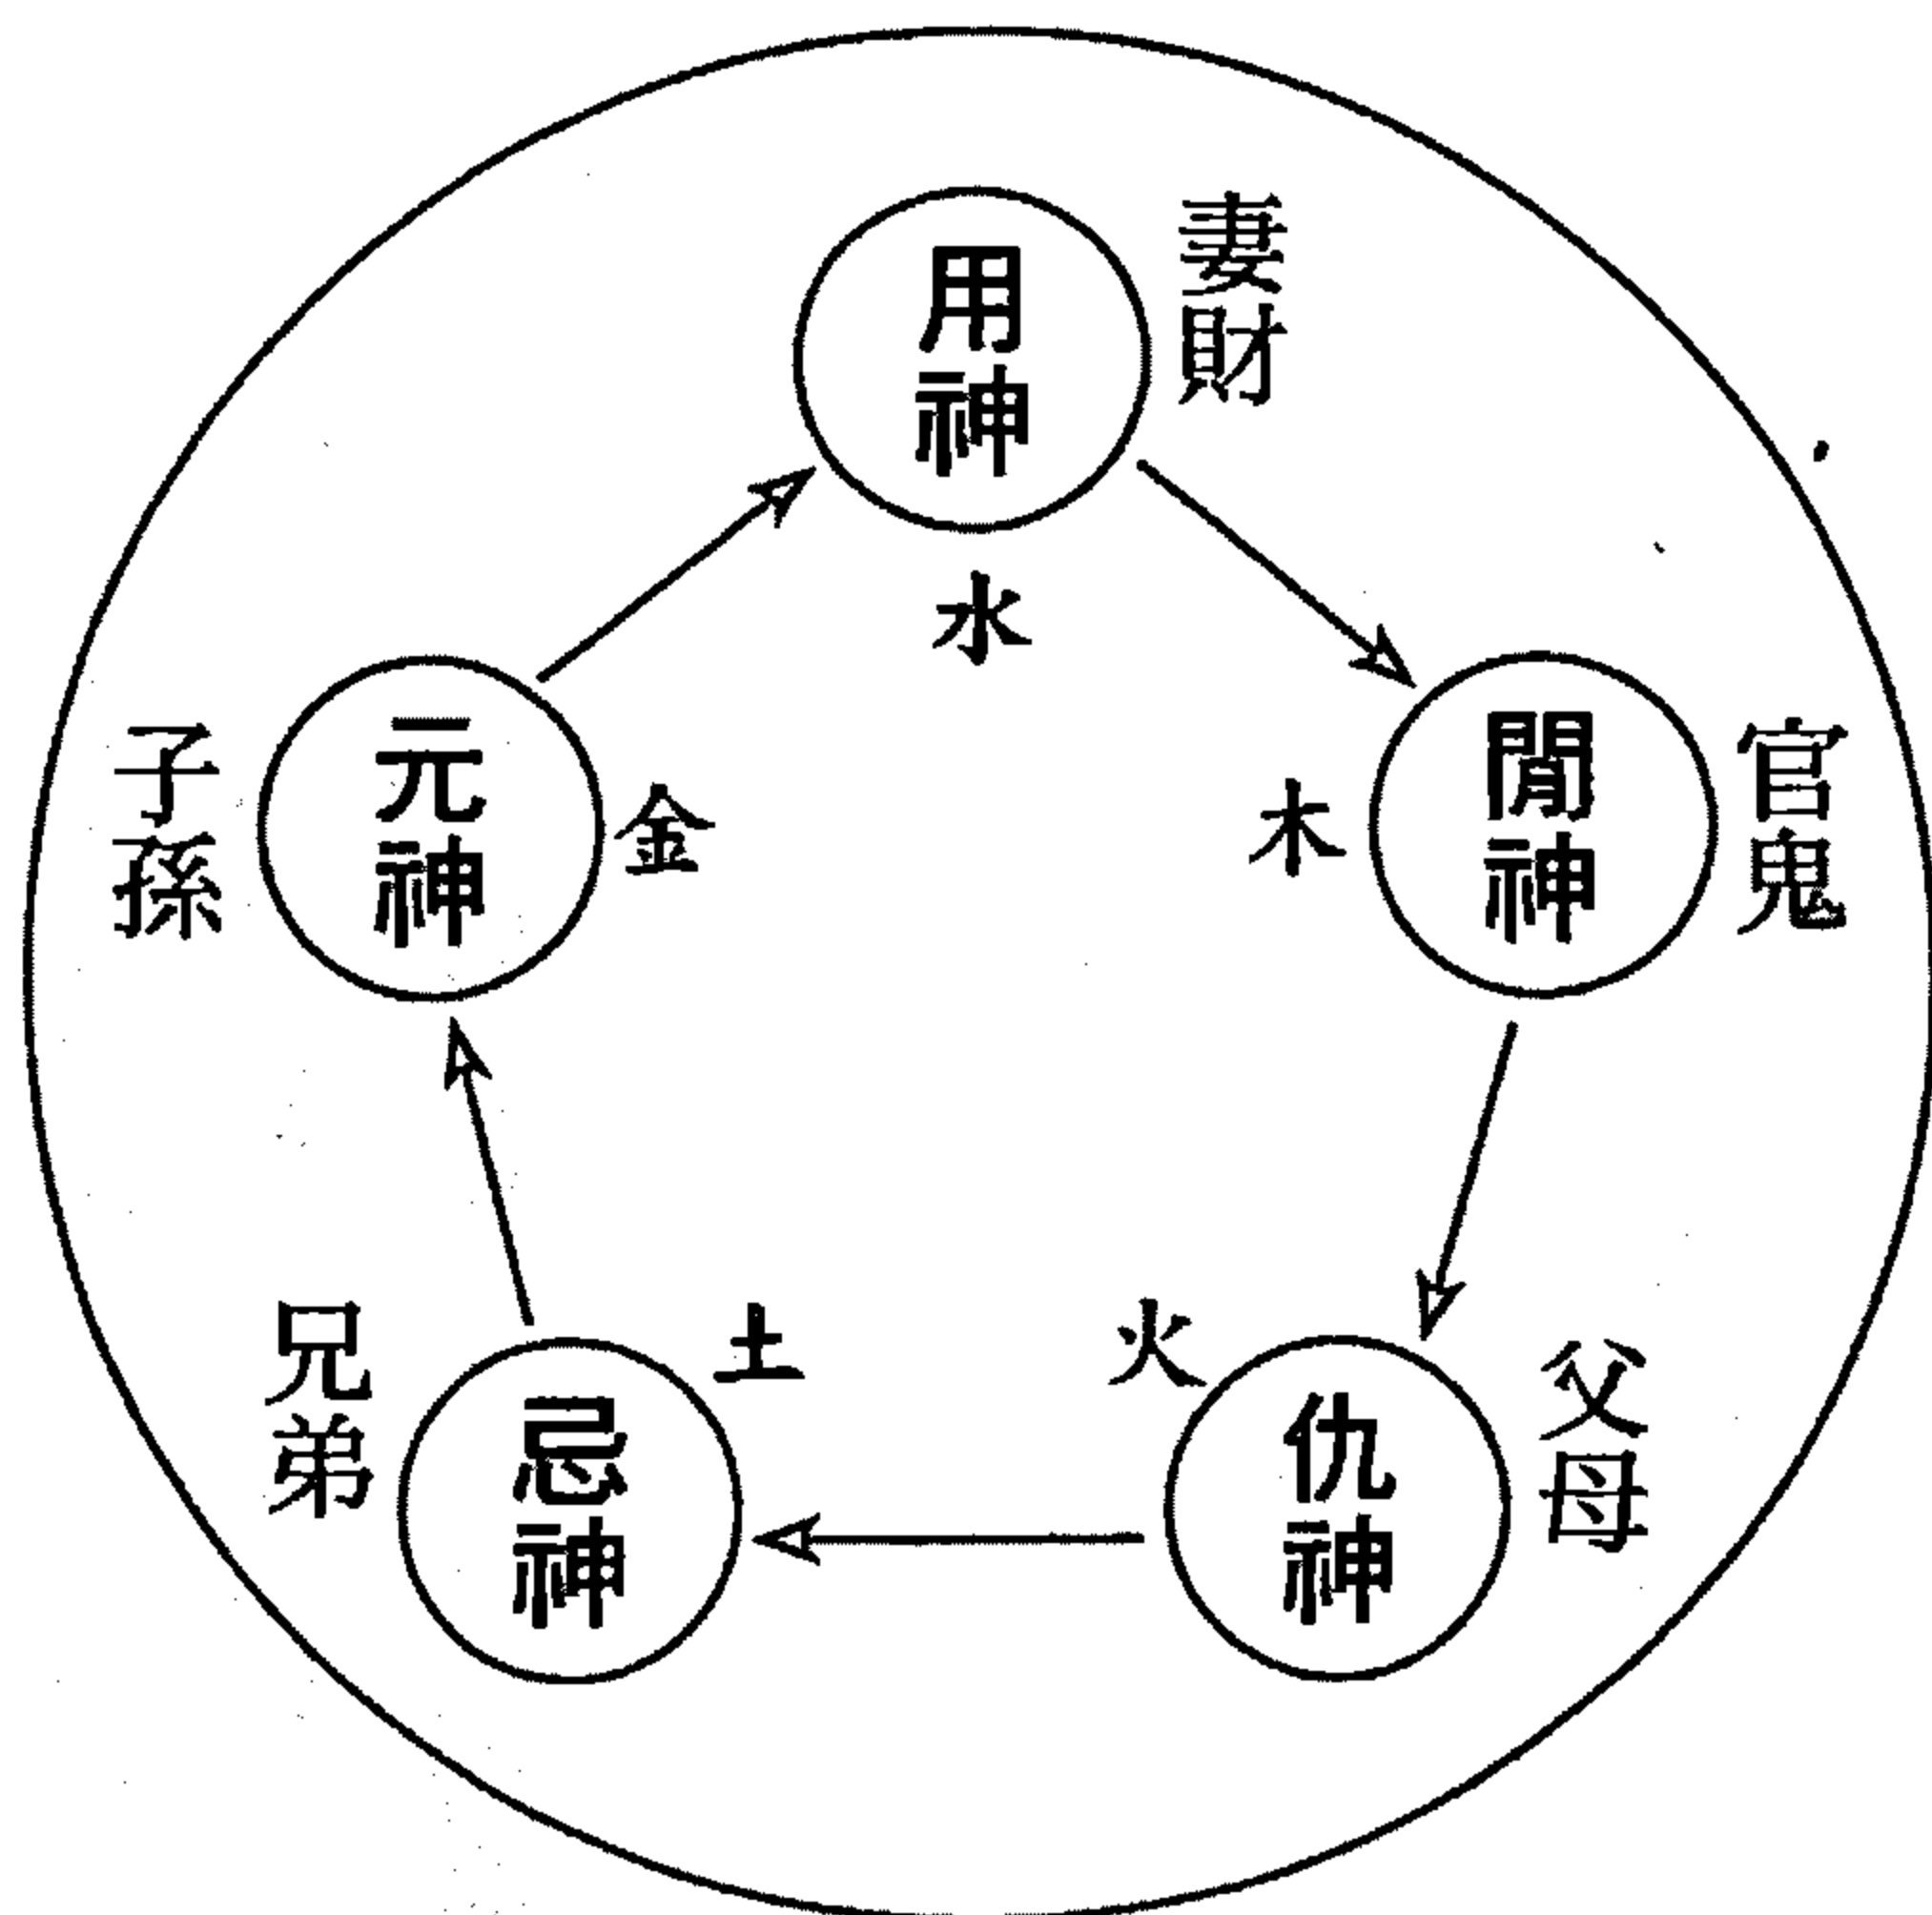 妻財
用神
水
官鬼
閒神
木
父母
仇神
火
土
忌神
兄弟
金
元神
子孫